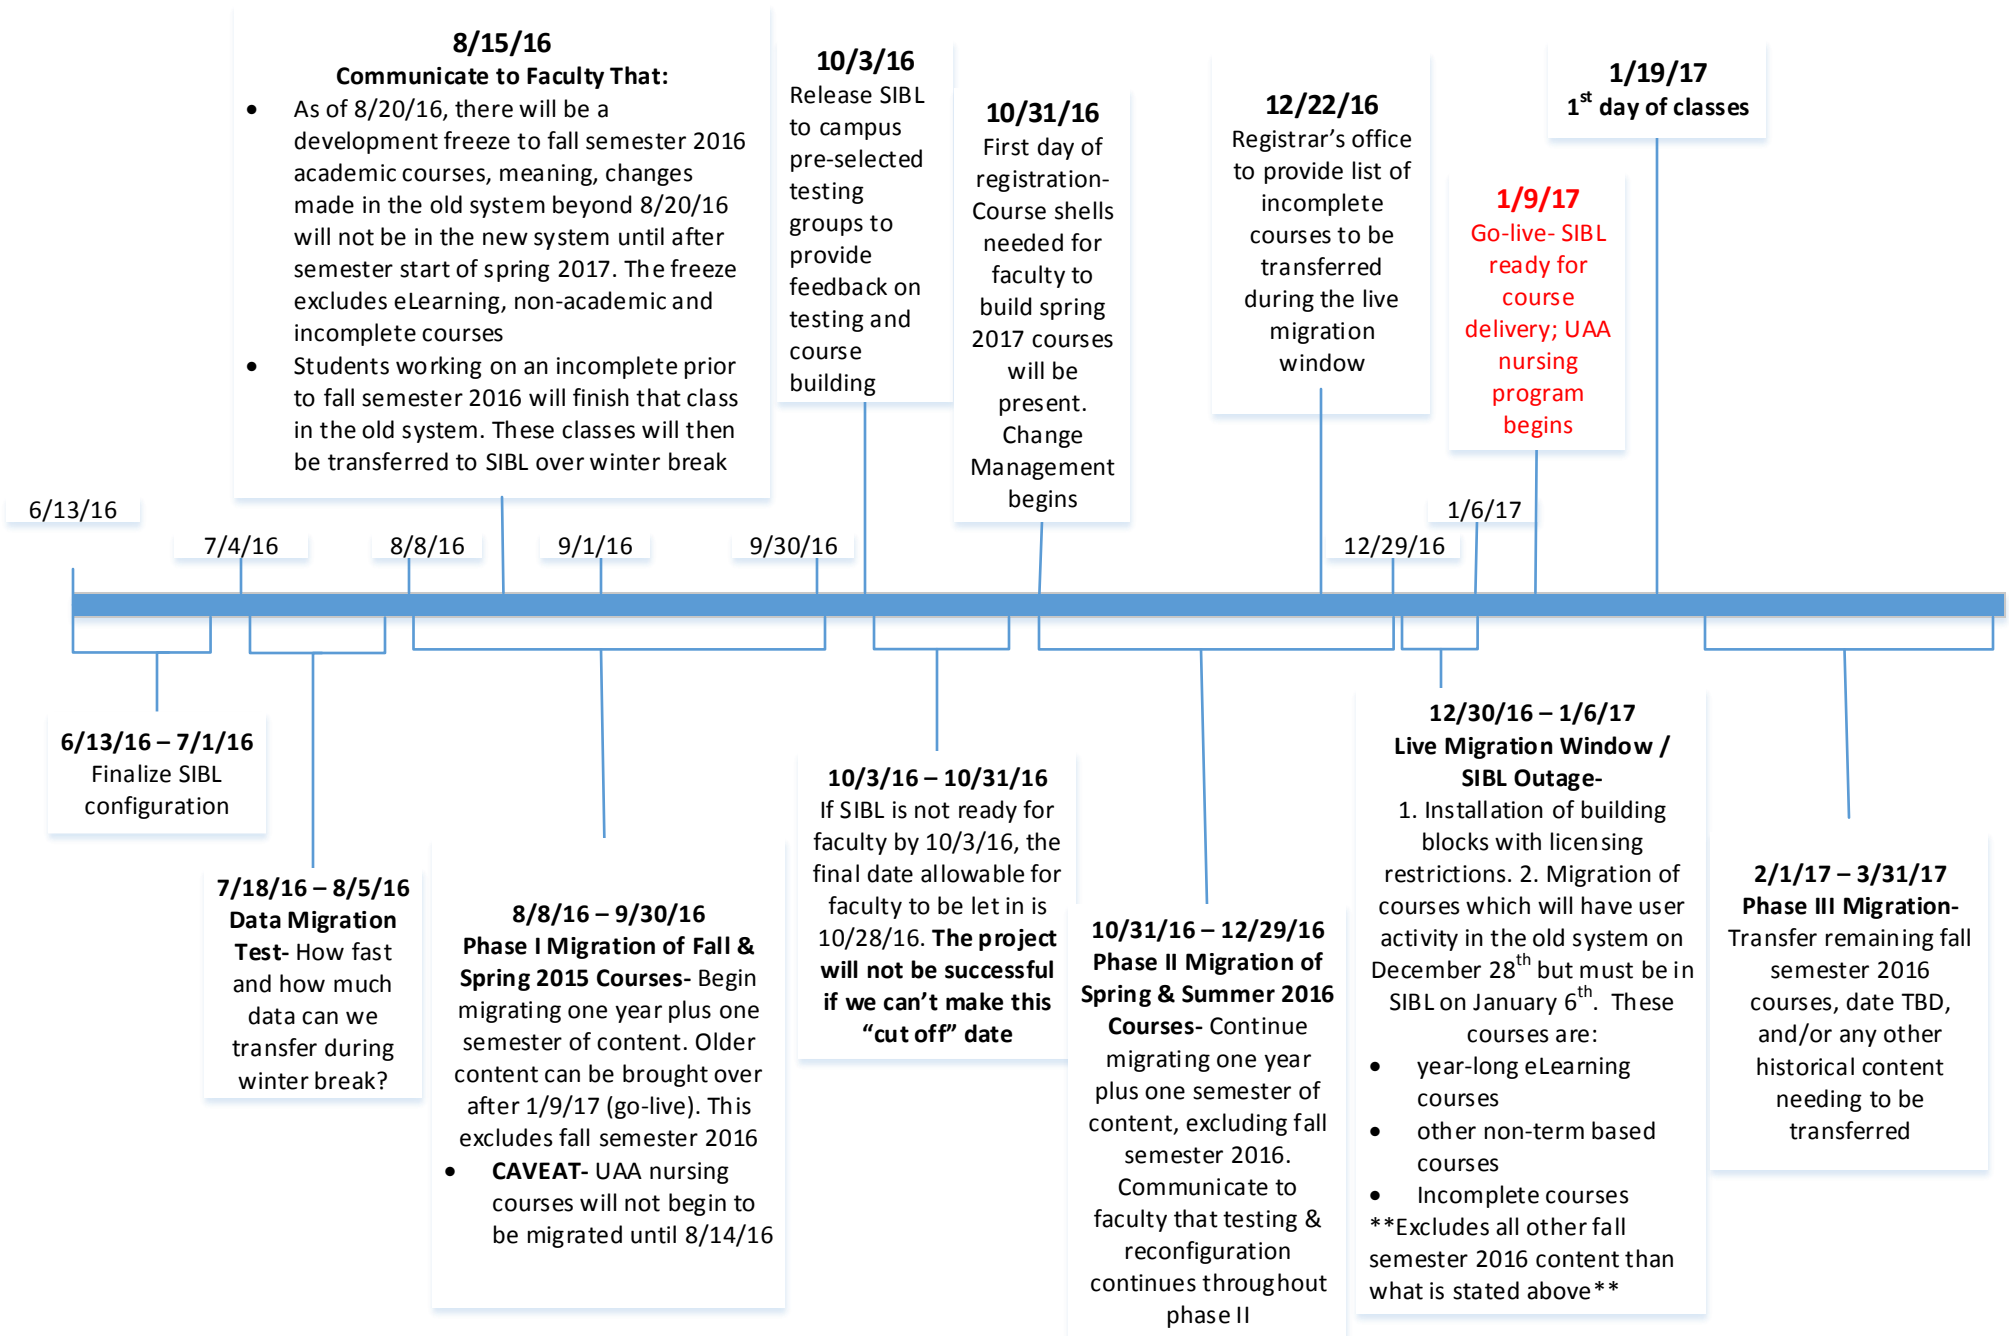 8/15/16
Communicate to Faculty That:
• As of 8/20/16, there will be a
development freeze to fall semester 2016
academic courses, meaning, changes
made in the old system beyond 8/20/16
will not be in the new system until after
semester start of spring 2017. The freeze
excludes eLearning, non-academic and
incomplete courses
• Students working on an incomplete prior
to fall semester 2016 will finish that class
in the old system. These classes will then
be transferred to SIBL over winter break
10/3/16
Release SIBL
to campus
pre-selected
testing
groups to
provide
feedback on
testing and
course
building
10/31/16
First day of
registration-
Course shells
needed for
faculty to
build spring
2017 courses
will be
present.
Change
Management
begins
12/22/16
Registrar’s office
to provide list of
incomplete
courses to be
transferred
during the live
migration
window
1/9/17
Go-live- SIBL
ready for
course
delivery; UAA
nursing
program
begins
1/19/17
1st day of classes
6/13/16
7/4/16
8/8/16
9/1/16
9/30/16
12/29/16
1/6/17
6/13/16 – 7/1/16
Finalize SIBL
configuration
7/18/16 – 8/5/16
Data Migration
Test- How fast
and how much
data can we
transfer during
winter break?
8/8/16 – 9/30/16
Phase I Migration of Fall &
Spring 2015 Courses- Begin
migrating one year plus one
semester of content. Older
content can be brought over
after 1/9/17 (go-live). This
excludes fall semester 2016
• CAVEAT- UAA nursing
courses will not begin to
be migrated until 8/14/16
10/3/16 – 10/31/16
If SIBL is not ready for
faculty by 10/3/16, the
final date allowable for
faculty to be let in is
10/28/16. The project
will not be successful
if we can’t make this
“cut off” date
10/31/16 – 12/29/16
Phase II Migration of
Spring & Summer 2016
Courses- Continue
migrating one year
plus one semester of
content, excluding fall
semester 2016.
Communicate to
faculty that testing &
reconfiguration
continues throughout
phase II
12/30/16 – 1/6/17
Live Migration Window /
SIBL Outage-
1. Installation of building
blocks with licensing
restrictions. 2. Migration of
courses which will have user
activity in the old system on
December 28th but must be in
SIBL on January 6th. These
courses are:
• year-long eLearning
courses
• other non-term based
courses
• Incomplete courses
**Excludes all other fall
semester 2016 content than
what is stated above**
2/1/17 – 3/31/17
Phase III Migration-
Transfer remaining fall
semester 2016
courses, date TBD,
and/or any other
historical content
needing to be
transferred